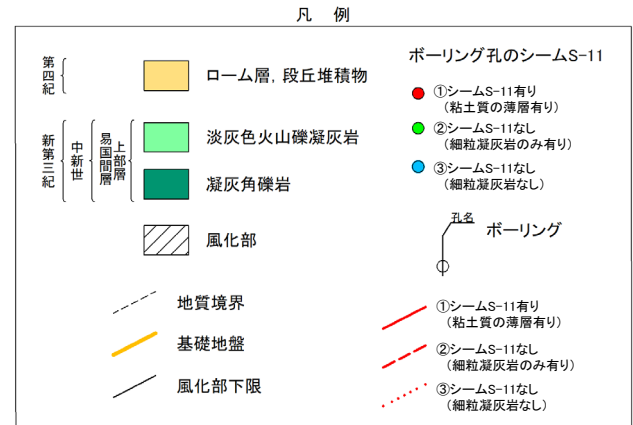 凡 例
第四紀
ローム層, 段丘堆積物
新第三紀
中新世
易国間層
上部層
淡灰色火山礫凝灰岩
凝灰角礫岩
風化部
地質境界
基礎地盤
風化部下限
ボーリング孔のシームS-11
①シームS-11有り
(粘土質の薄層有り)
②シームS-11なし
(細粒凝灰岩のみ有り)
③シームS-11なし
(細粒凝灰岩なし)
孔名
ボーリング
①シームS-11有り
(粘土質の薄層有り)
②シームS-11なし
(細粒凝灰岩のみ有り)
③シームS-11なし
(細粒凝灰岩なし)